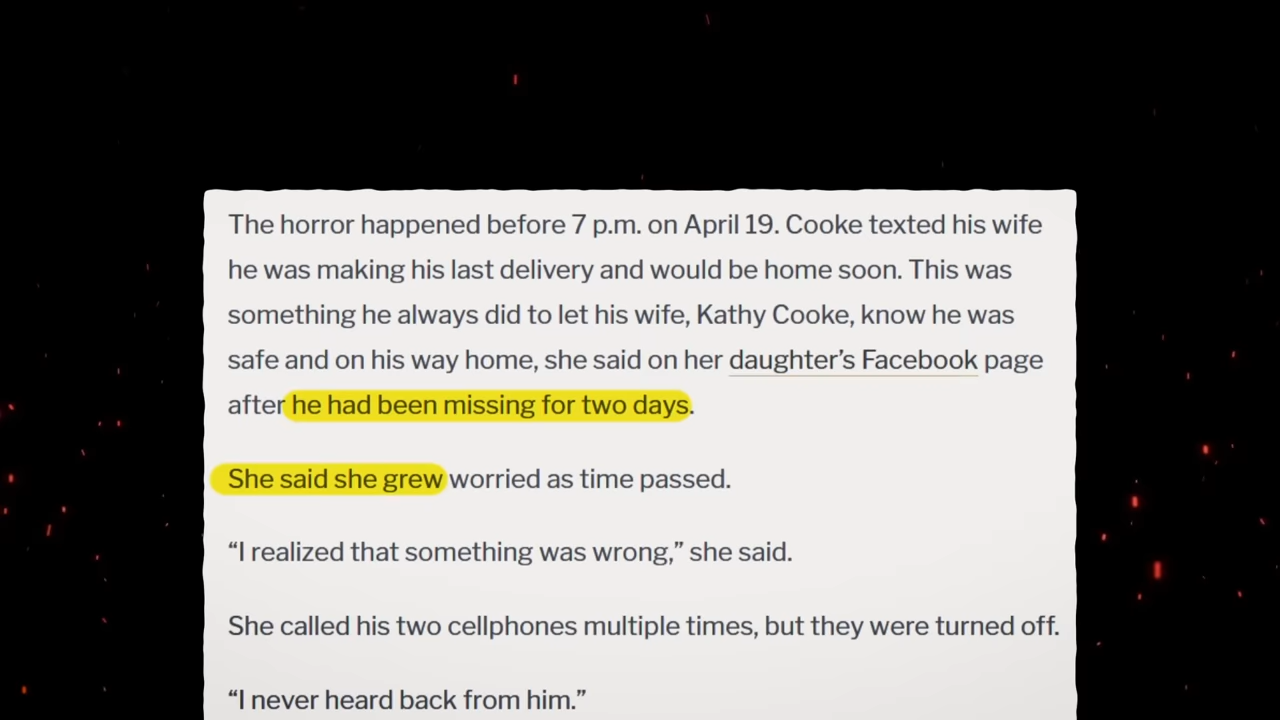 The horror happened before 7 p.m. on April 19. Cooke texted his wife
he was making his last delivery and would be home soon. This was
something he always did to let his wife, Kathy Cooke, know he was
safe and on his way home, she said on her daughter’s Facebook page
after he had been missing for two days.
She said she grew worried as time passed.
“I realized that something was wrong,” she said.
She called his two cellphones multiple times, but they were turned off.
“I never heard back from him.”